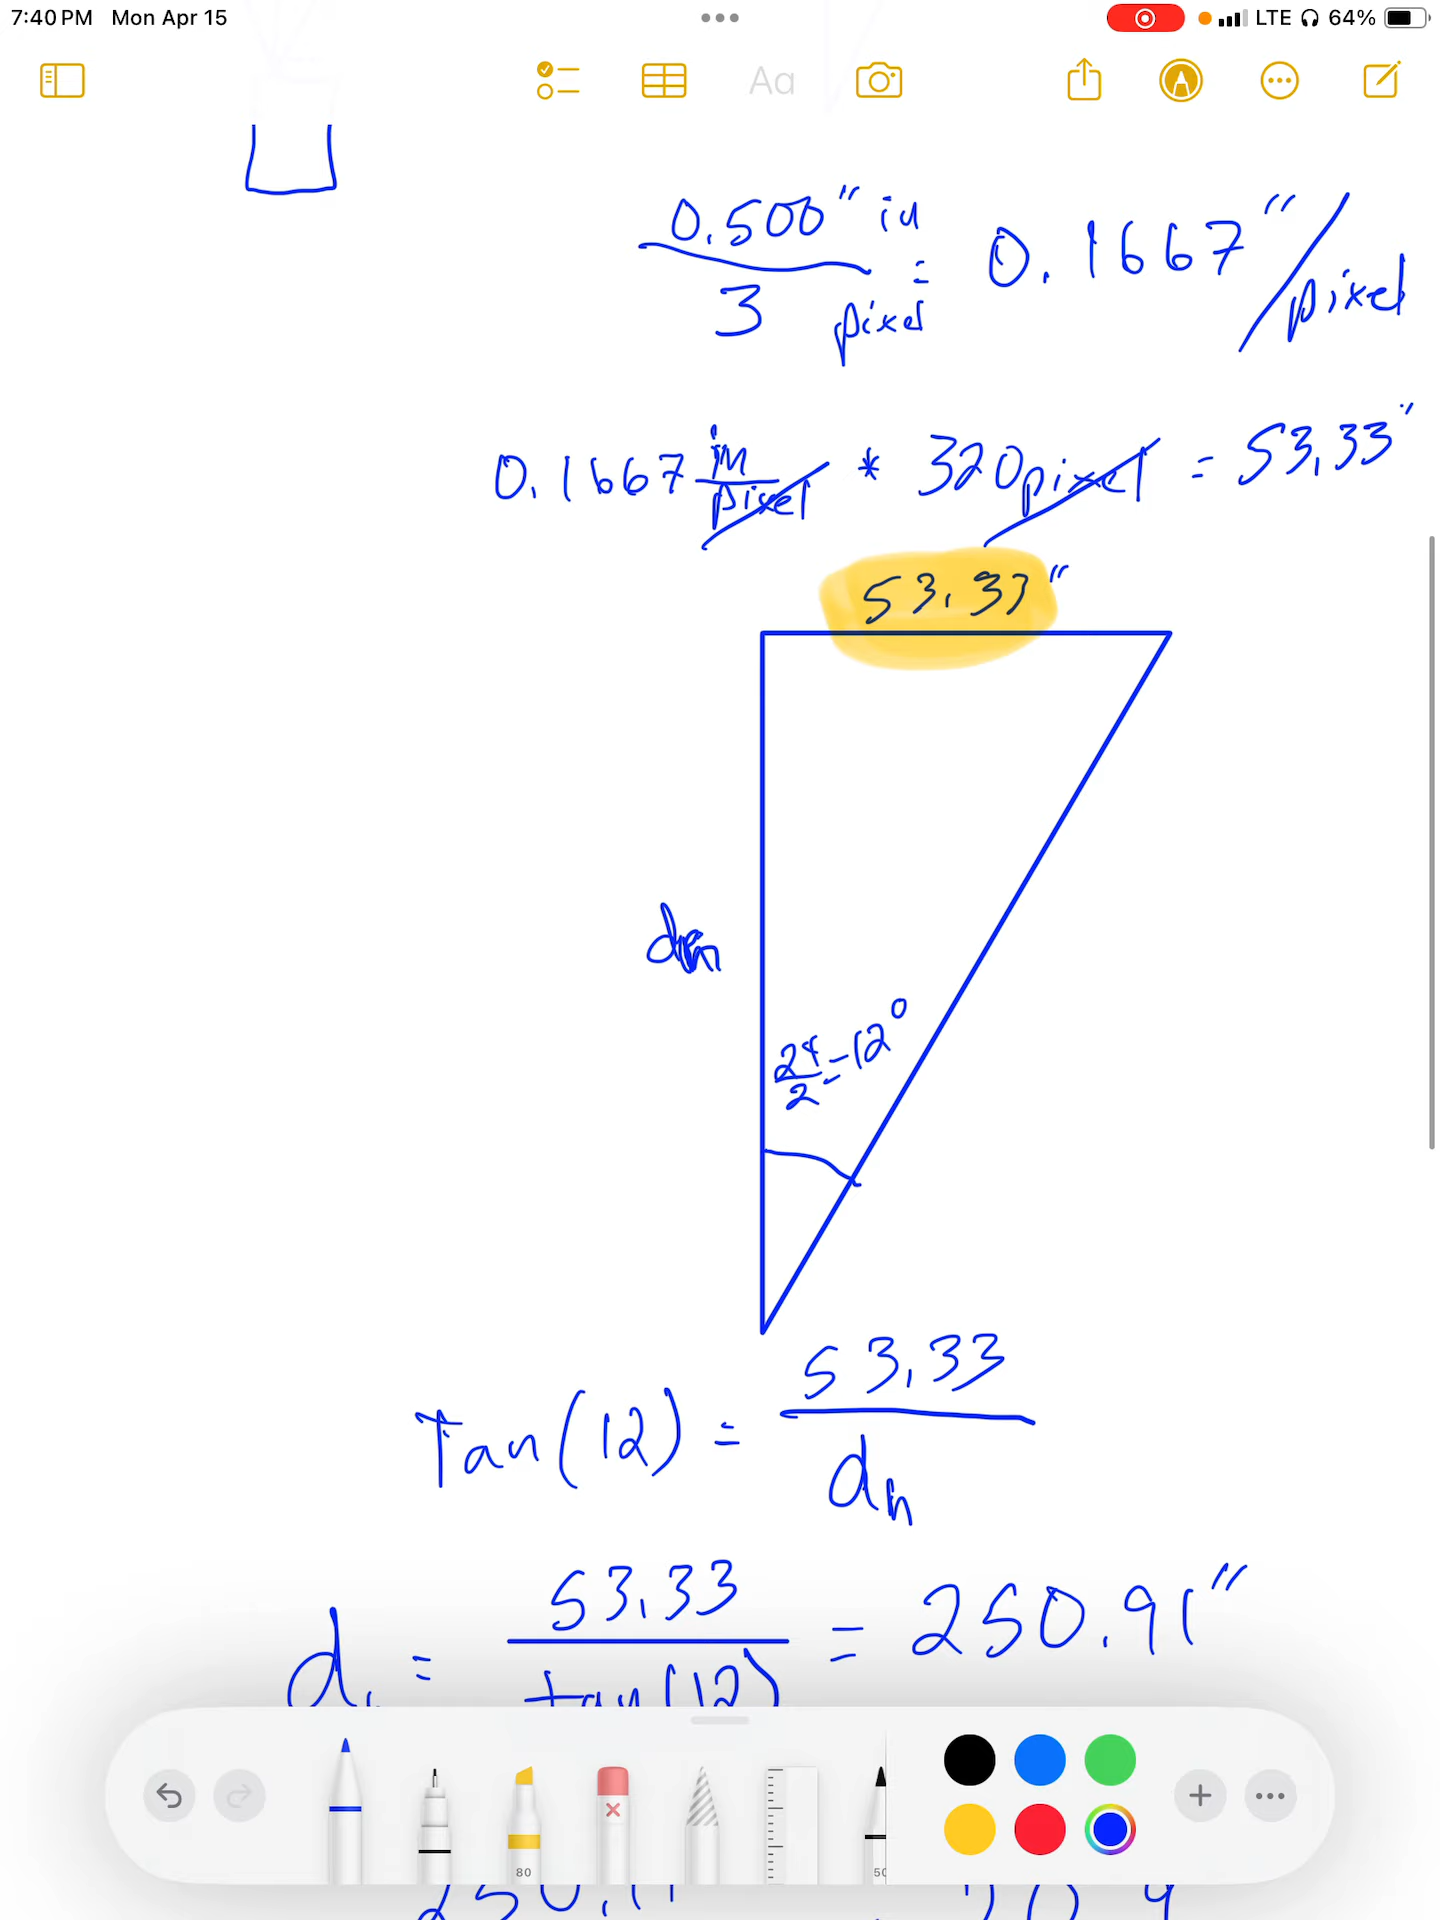 7:40 PM Mon Apr 15
LTE 64%
Aa
0.500" in
3 pixel
= 0.1667"/pixel
0.1667 in/pixel * 320 pixel = 53.33"
53.33"
24/2 = 12°
Tan(12) = 53.33
dh
53.33
= 250.91"
tan(12)
80